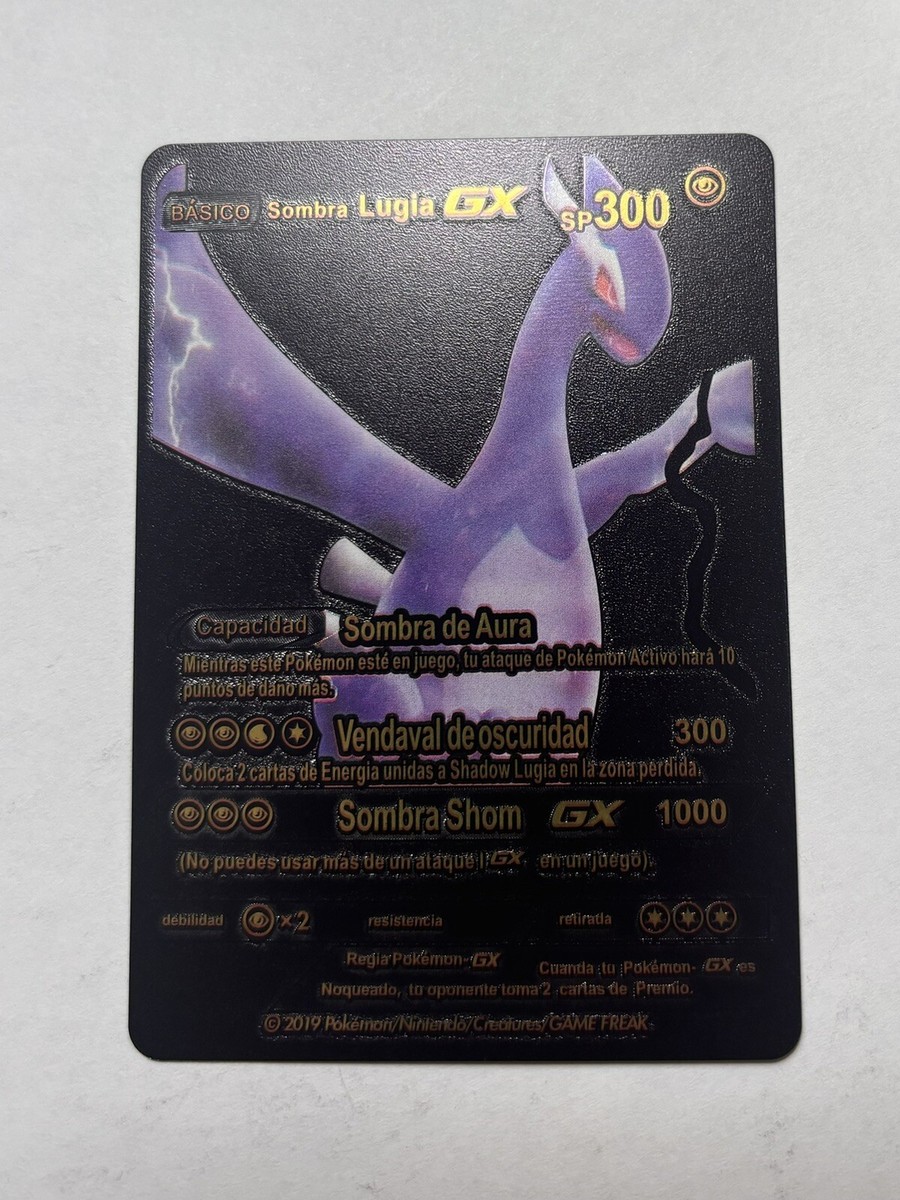 BÁSICO Sombra Lugia GX SP300
Capacidad Sombra de Aura
Mientras esté Pokémon esté en juego, tu ataque de Pokémon Activo hará 10
puntos de daño más.
Vendaval de oscuridad 300
Coloca 2 cartas de Energia unidas a Shadow Lugia en la zona perdida.
Sombra Shom GX 1000
(No puedes usar más de un ataque GX en un juego).
debilidad ×2 resistencia retirada
Regla Pokémon-GX Cuando tu Pokémon-GX es
Noqueado, tu oponente toma 2 cartas de Premio.
© 2019 Pokémon/Nintendo/Creatures/GAME FREAK